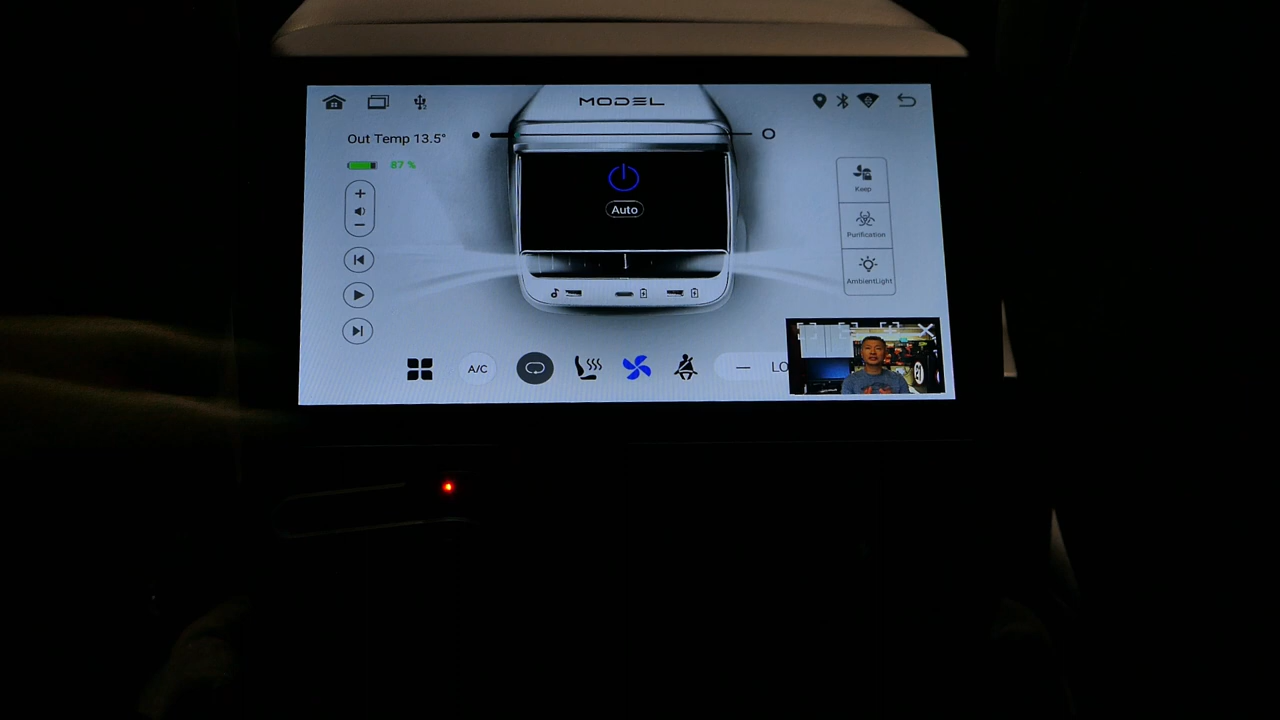 MODEL
Out Temp 13.5°
87 %
Auto
Keep
Purification
AmbientLight
A/C
LO